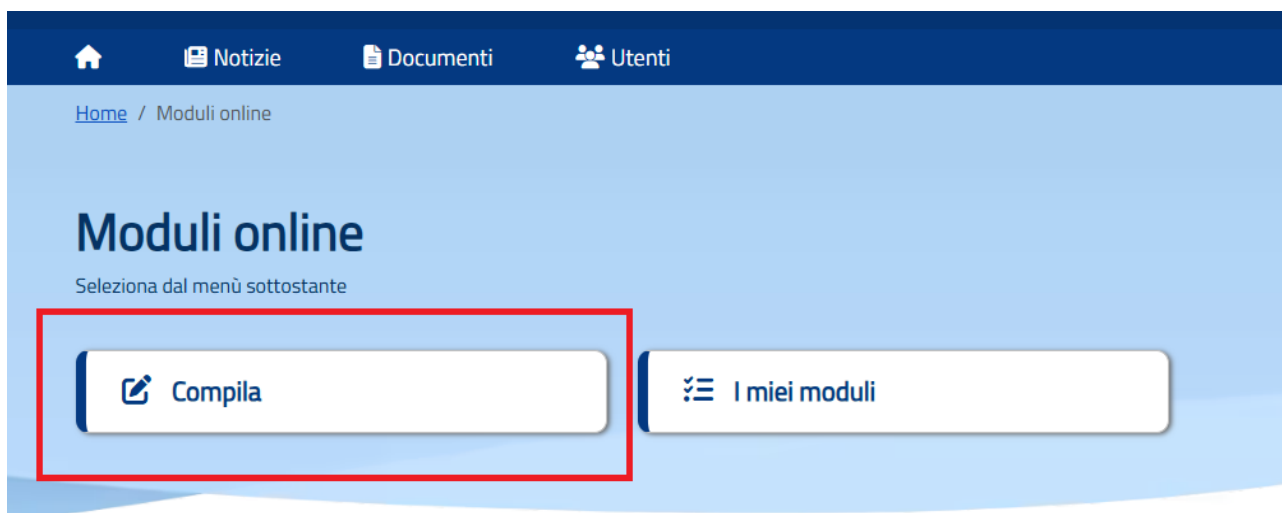 Notizie Documenti Utenti
Home / Moduli online
Moduli online
Seleziona dal menù sottostante
Compila I miei moduli